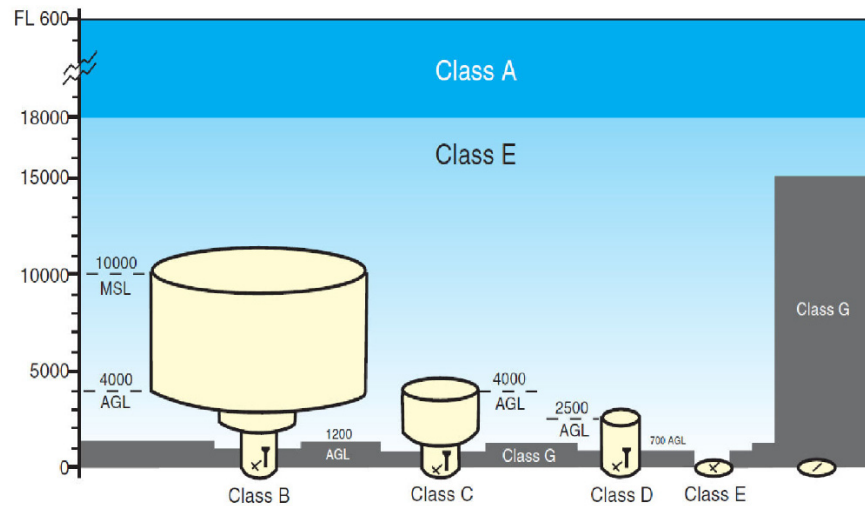 FL 600
Class A
18000
Class E
15000
10000
MSL
10000
Class G
5000
4000
AGL
4000
AGL
2500
AGL
1200
AGL
700 AGL
Class G
0
Class B
Class C
Class D
Class E